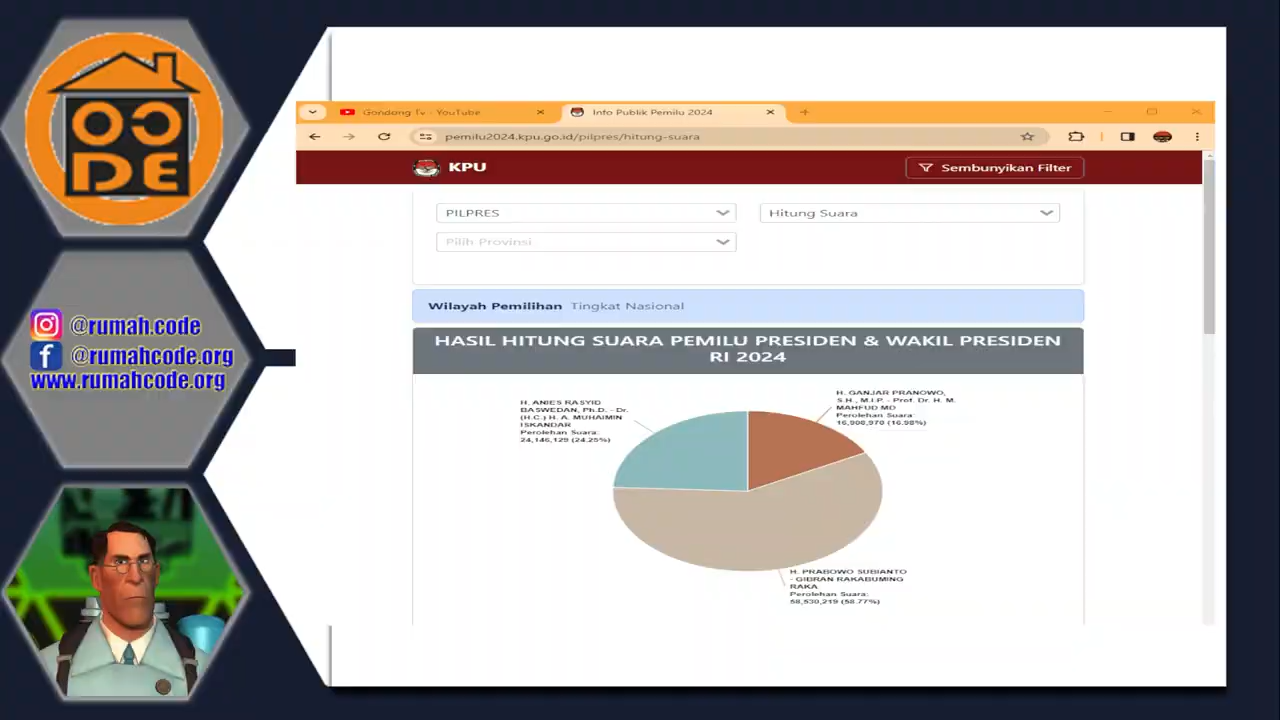 OC
DE
@rumah.code
@rumahcode.org
www.rumahcode.org
Gondang Tv - YouTube
Info Publik Pemilu 2024
pemilu2024.kpu.go.id/pilpres/hitung-suara
KPU
Sembunyikan Filter
PILPRES
Hitung Suara
Pilih Provinsi
Wilayah Pemilihan Tingkat Nasional
HASIL HITUNG SUARA PEMILU PRESIDEN & WAKIL PRESIDEN
RI 2024
H. ANIES RASYID
BASWEDAN, Ph.D. - Dr.
(H.C.) H. A. MUHAIMIN
ISKANDAR
Perolehan Suara:
24,146,129 (24.25%)
H. GANJAR PRANOWO,
S.H., M.I.P. - Prof. Dr. H. M.
MAHFUD MD
Perolehan Suara:
16,908,970 (16.98%)
H. PRABOWO SUBIANTO
- GIBRAN RAKABUMING
RAKA
Perolehan Suara:
58,530,219 (58.77%)